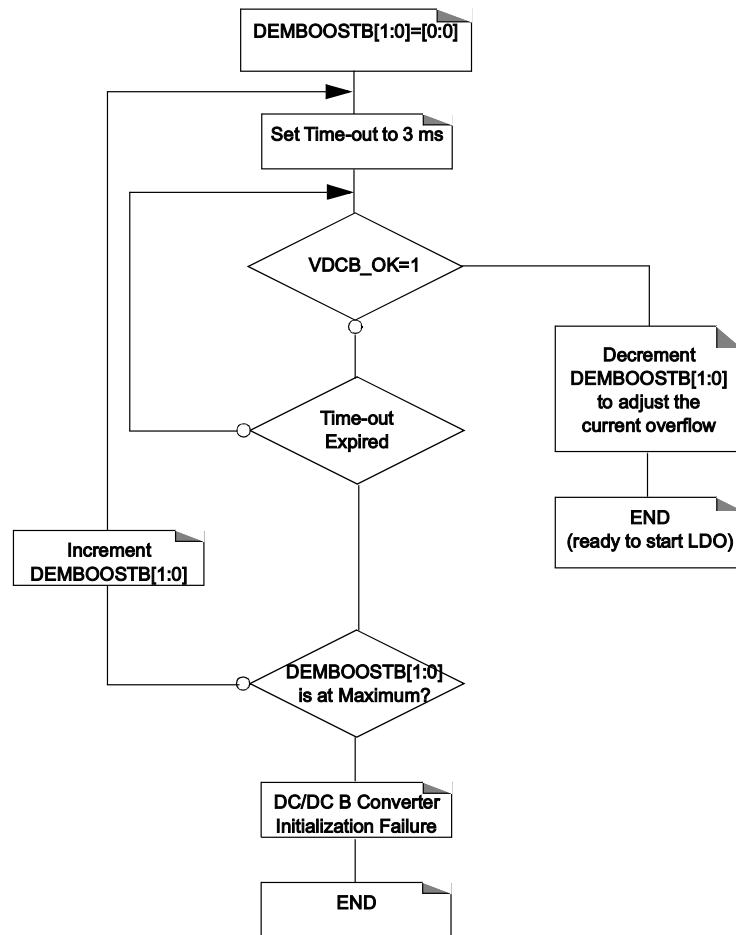 DEMBOOSTB[1:0]=[0:0]
Set Time-out to 3 ms
VDCB_OK=1
Decrement
DEMBOOSTB[1:0]
to adjust the
current overflow
Time-out
Expired
END
(ready to start LDO)
Increment
DEMBOOSTB[1:0]
DEMBOOSTB[1:0]
is at Maximum?
DC/DC B Converter
Initialization Failure
END